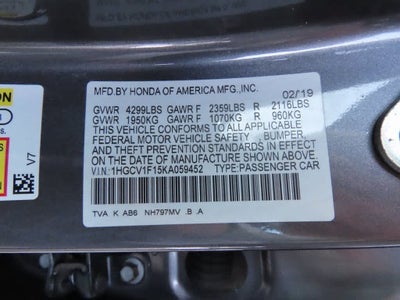 MFD.BY HONDA OF AMERICA MFG.,INC. 02/19
GVWR 4299LBS GAWR F 2359LBS R 2116LBS
GVWR 1950KG GAWR F 1070KG R 960KG
THIS VEHICLE CONFORMS TO ALL APPLICABLE
FEDERAL MOTOR VEHICLE SAFETY, BUMPER,
AND THEFT PREVENTION STANDARDS IN EFFECT
ON THE DATE OF MANUFACTURE SHOWN ABOVE.
V.I.N:1HGCV1F15KA059452 TYPE:PASSENGER CAR
TVA K AB6 NH797MV .B .A
V7